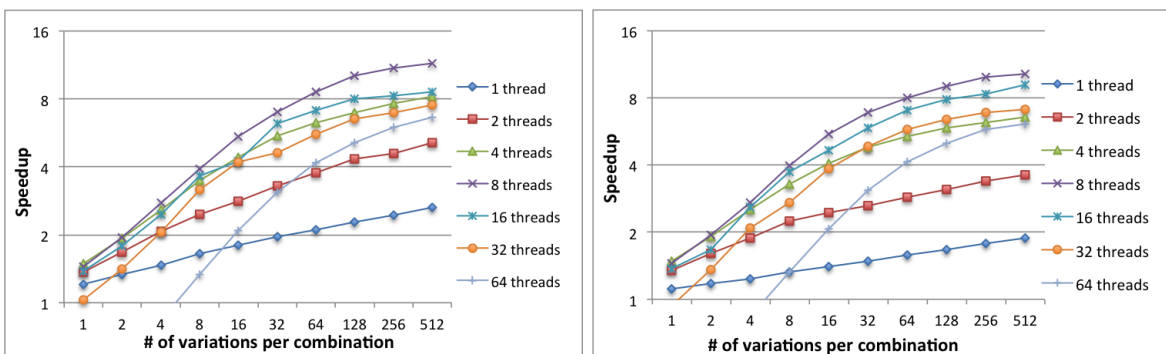 16
8
4
2
1
Speedup
1 2 4 8 16 32 64 128 256 512
# of variations per combination
1 thread
2 threads
4 threads
8 threads
16 threads
32 threads
64 threads
16
8
4
2
1
Speedup
1 2 4 8 16 32 64 128 256 512
# of variations per combination
1 thread
2 threads
4 threads
8 threads
16 threads
32 threads
64 threads